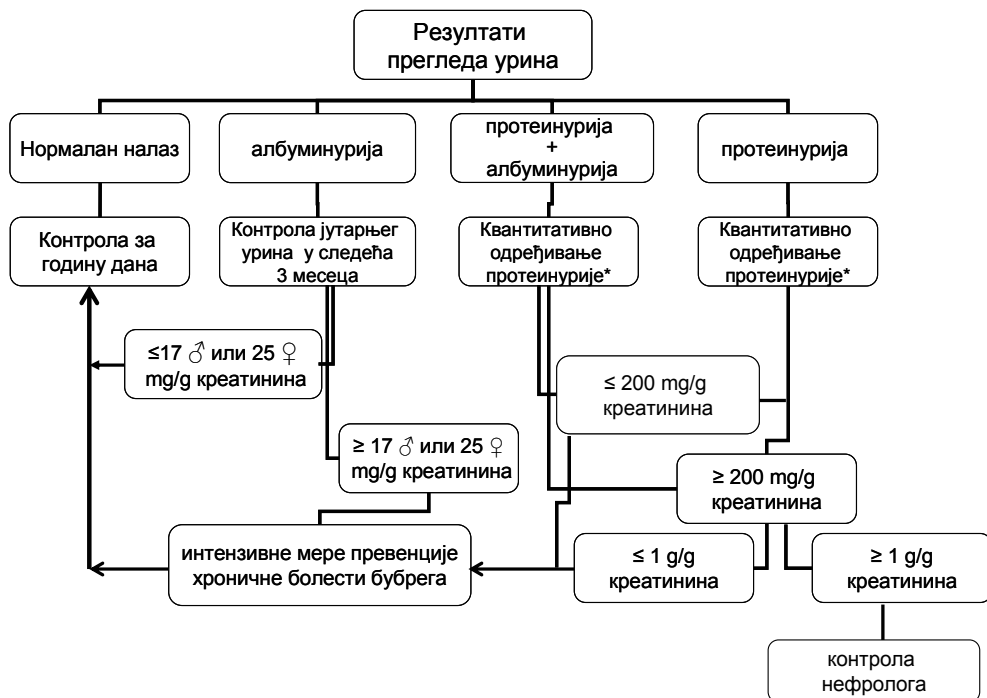 Резултати
прегледа урина
Нормалан налаз
албуминурија
протеинурија
+
албуминурија
протеинурија
Контрола за
годину дана
Контрола јутарњег
урина у следећа
3 месеца
Квантитативно
одређивање
протеинурије*
Квантитативно
одређивање
протеинурије*
≤17 ♂ или 25 ♀
mg/g креатинина
≤ 200 mg/g
креатинина
≥ 17 ♂ или 25 ♀
mg/g креатинина
≥ 200 mg/g
креатинина
интензивне мере превенције
хроничне болести бубрега
≤ 1 g/g
креатинина
≥ 1 g/g
креатинина
контрола
нефролога